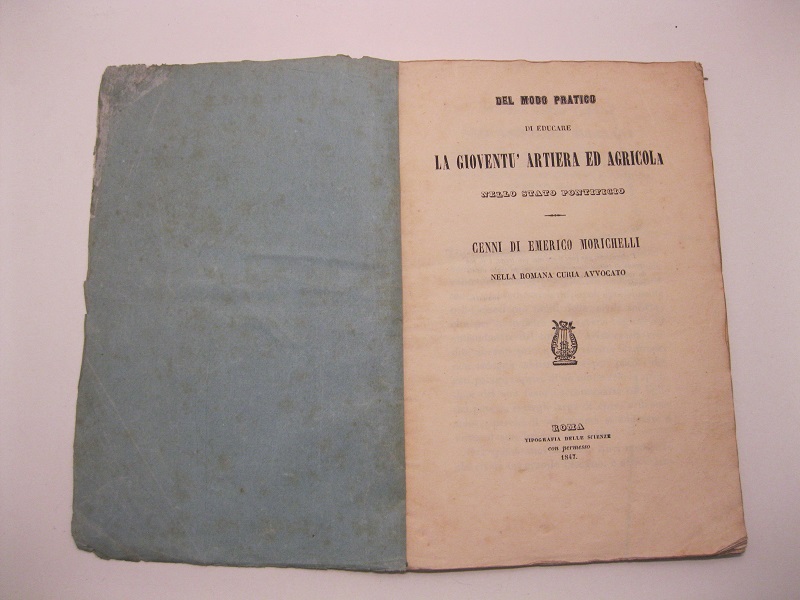 DEL MODO PRATICO
DI EDUCARE
LA GIOVENTU' ARTIERA ED AGRICOLA
NELLO STATO PONTIFICIO
CENNI DI EMERICO MORICHELLI
NELLA ROMANA CURIA AVVOCATO
ROMA
TIPOGRAFIA DELLE SCIENZE
con permesso
1847.